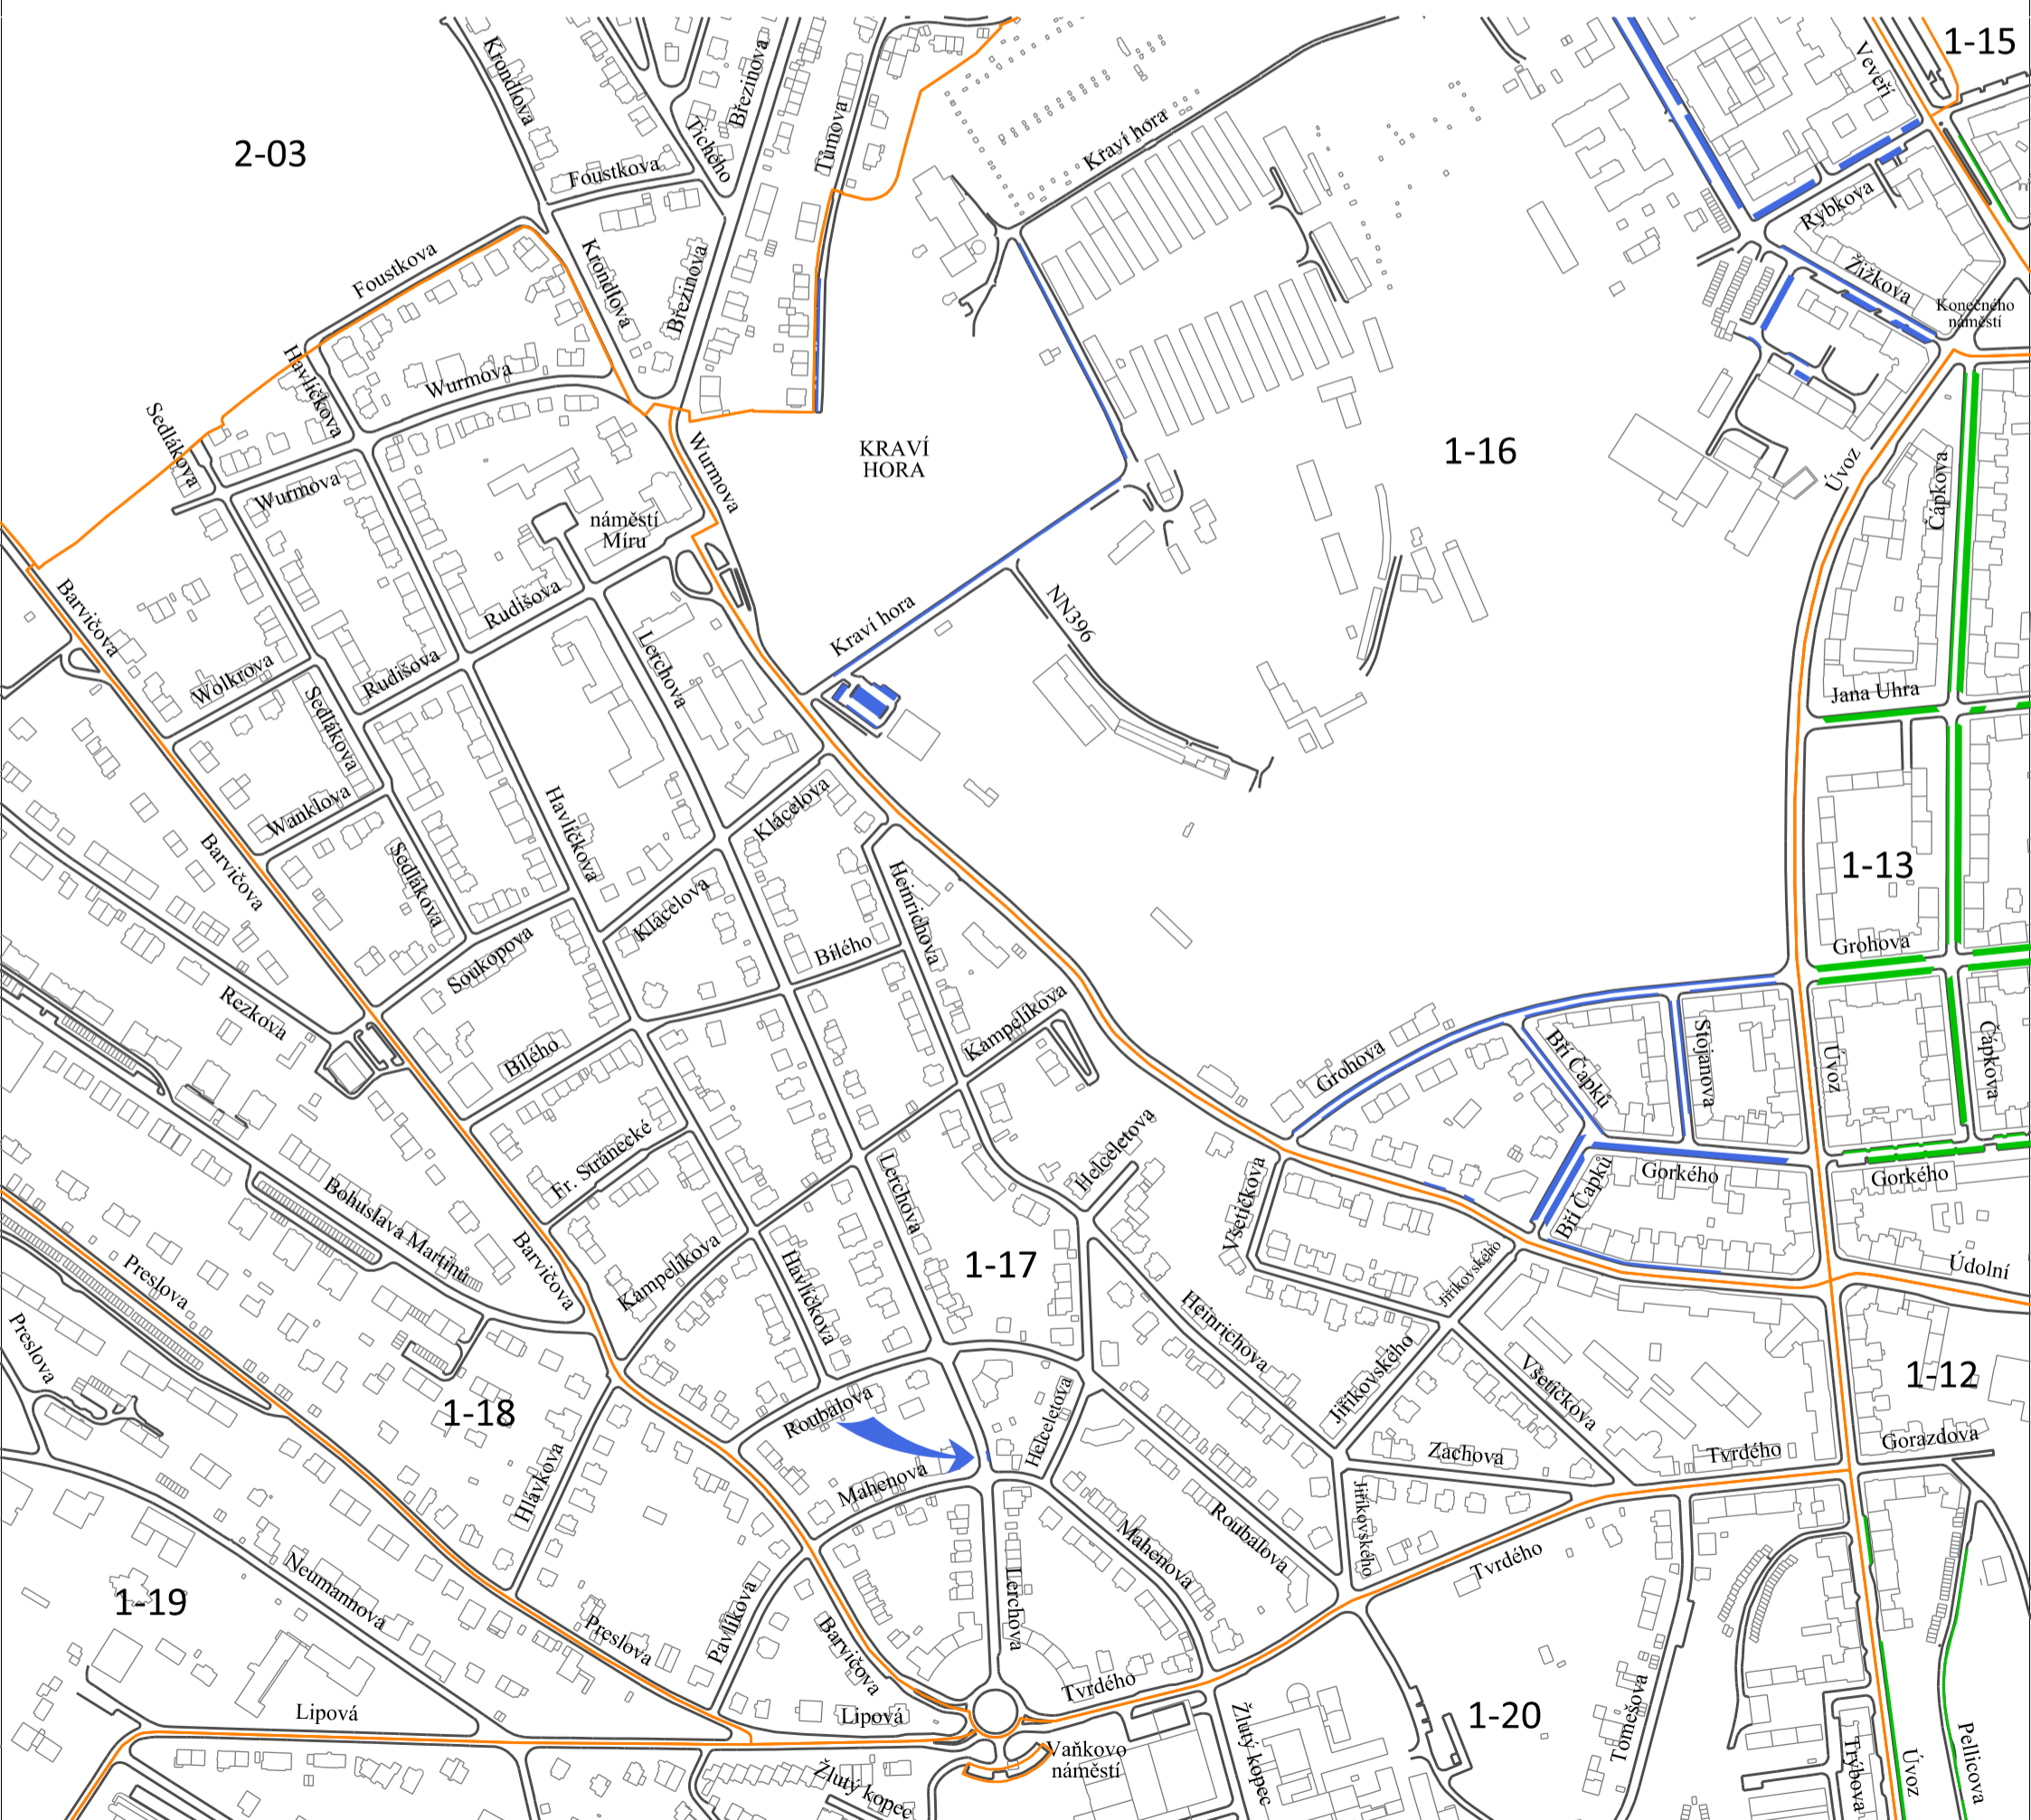 1-15
Veveří
Krondlova
Březinova
Tichého
Tůmova
Kraví hora
2-03
Foustkova
Rybkova
Foustkova
Krondlova
Březinova
Žižkova
Konečného
náměstí
Havlíčkova
Wurmova
Sedlákova
Wurmova
KRAVÍ
HORA
1-16
Úvoz
Čápkova
Wurmova
náměstí
Míru
Barvičova
Rudišova
Kraví hora
NN396
Lerchova
Wolkrova
Rudišova
Sedlákova
Jana Uhra
Wanklova
Havlíčkova
Klácelova
Barvičova
Sedlákova
Klácelova
Heinrichova
1-13
Grohova
Soukopova
Bílého
Rezkova
Kampelíkova
Bílého
Grohova
Bří Čapků
Stojanova
Úvoz
Čápkova
Fr. Stránecké
Helceletova
Lerchova
Všetičkova
Bří Čapků
Gorkého
Gorkého
Bohuslava Martinů
Barvičova
Kampelíkova
Havlíčkova
1-17
Jiříkovského
Údolní
Preslova
Preslova
Heinrichova
Jiříkovského
Všetičkova
1-12
1-18
Roubalova
Helceletova
Zachova
Tvrdého
Gorazdova
Hlávkova
Mahenova
Jiříkovského
Roubalova
Mahenova
Tvrdého
1-19
Neumannova
Preslova
Pavlíkova
Barvičova
Lerchova
Tvrdého
Lipová
Lipová
Žlutý kopec
1-20
Tomešova
Vaňkovo
náměstí
Žlutý kopec
Trýbova
Úvoz
Pellicova